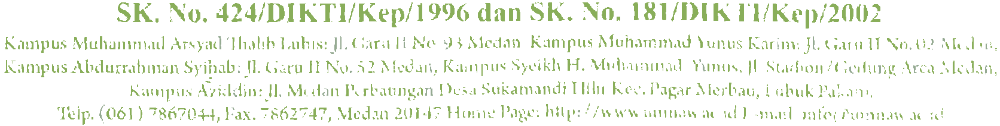 SK. No. 424/DIKTI/Kep/1996 dan SK. No. 181/DIKTI/Kep/2002
Kampus Muhammad Arsyad Thalib Lubis: Jl. Garu II No. 93 Medan Kampus Muhammad Yunus Karim: Jl. Garu II No. 02 Medan,
Kampus Abdurrahman Syihab: Jl. Garu II No. 52 Medan, Kampus Syeikh H. Muhammad Yunus, Jl. Stadion/Gedung Arca Medan,
Kampus Aziddin: Jl. Medan Perbaungan Desa Sukamandi Hilir Kec. Pagar Merbau, Lubuk Pakam.
Telp. (061) 7867044, Fax. 7862747, Medan 20147 Home Page: http://www.umnaw.ac.id E-mail info@umnaw.ac.id